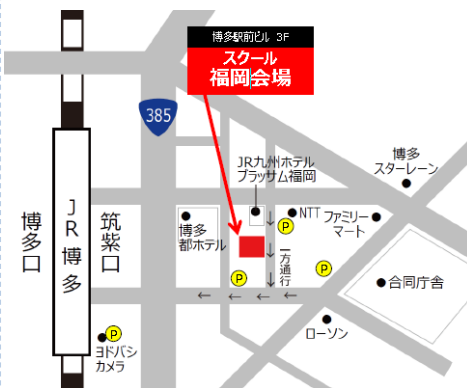 博多駅前ビル 3F
スクール
福岡会場
385
博多
スターレーン
JR九州ホテル
ブラッサム福岡
NTT
ファミリー
マート
P
博多
都ホテル
博多口
JR博多
筑紫口
一方通行
↓
↓
↓
P
P
合同庁舎
← ← ← ←
ローソン
P
ヨドバシ
カメラ